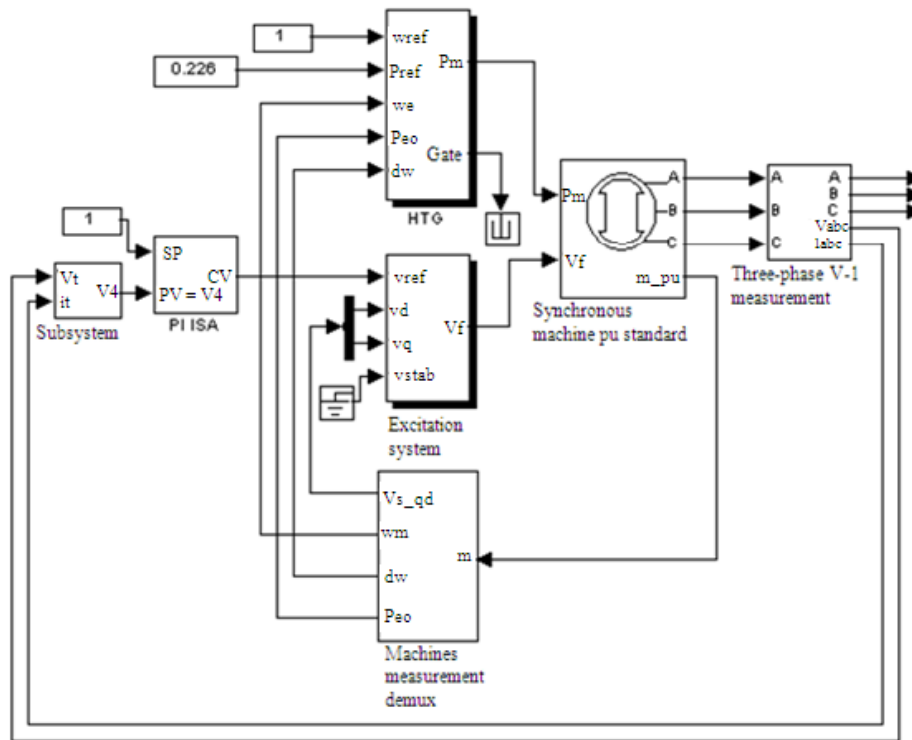 1
wref
Pm
0.226
Pref
we
Peo
Gate
dw
HTG
Pm
Vf
A
B
C
m_pu
Synchronous
machine pu standard
A
B
C
A
B
C
Vabc
1abc
Three-phase V-1
measurement
1
SP
CV
PV = V4
PI ISA
Vt
it
V4
Subsystem
vref
vd
vq
vstab
Vf
Excitation
system
Vs_qd
wm
dw
Peo
m
Machines
measurement
demux